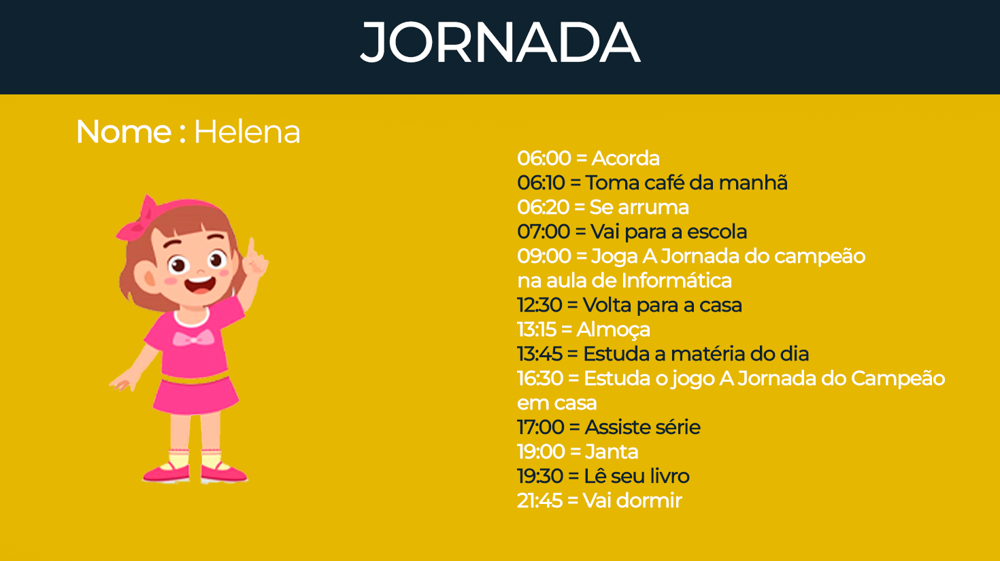 JORNADA
Nome : Helena
06:00 = Acorda
06:10 = Toma café da manhã
06:20 = Se arruma
07:00 = Vai para a escola
09:00 = Joga A Jornada do campeão
na aula de Informática
12:30 = Volta para a casa
13:15 = Almoça
13:45 = Estuda a matéria do dia
16:30 = Estuda o jogo A Jornada do Campeão
em casa
17:00 = Assiste série
19:00 = Janta
19:30 = Lê seu livro
21:45 = Vai dormir